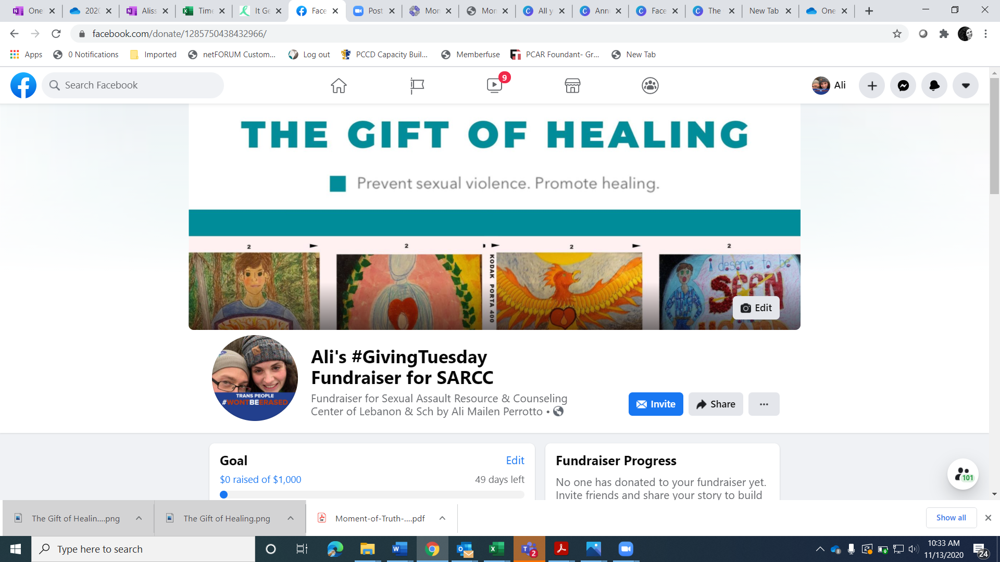 One
2020
Aliss
Time
It Ge
Face
Post
Mon
Mon
All y
Ann
Face
The
New Tab
One
facebook.com/donate/1285750438432966/
Apps
0 Notifications
Imported
netFORUM Custom...
Log out
PCCD Capacity Buil...
Memberfuse
PCAR Foundant- Gr...
New Tab
Search Facebook
9
Ali
THE GIFT OF HEALING
Prevent sexual violence. Promote healing.
2
2
2
2
KODAK PORTA 400
i deserve to be
SEEN
Edit
TRANS PEOPLE
#WONTBEERASED
Ali's #GivingTuesday
Fundraiser for SARCC
Fundraiser for Sexual Assault Resource & Counseling
Center of Lebanon & Sch by Ali Mailen Perrotto •
Invite
Share
...
Goal
Edit
$0 raised of $1,000
49 days left
Fundraiser Progress
No one has donated to your fundraiser yet.
Invite friends and share your story to build
101
The Gift of Healin....png
The Gift of Healing.png
Moment-of-Truth-....pdf
Show all
Type here to search
2
10:33 AM
11/13/2020
24